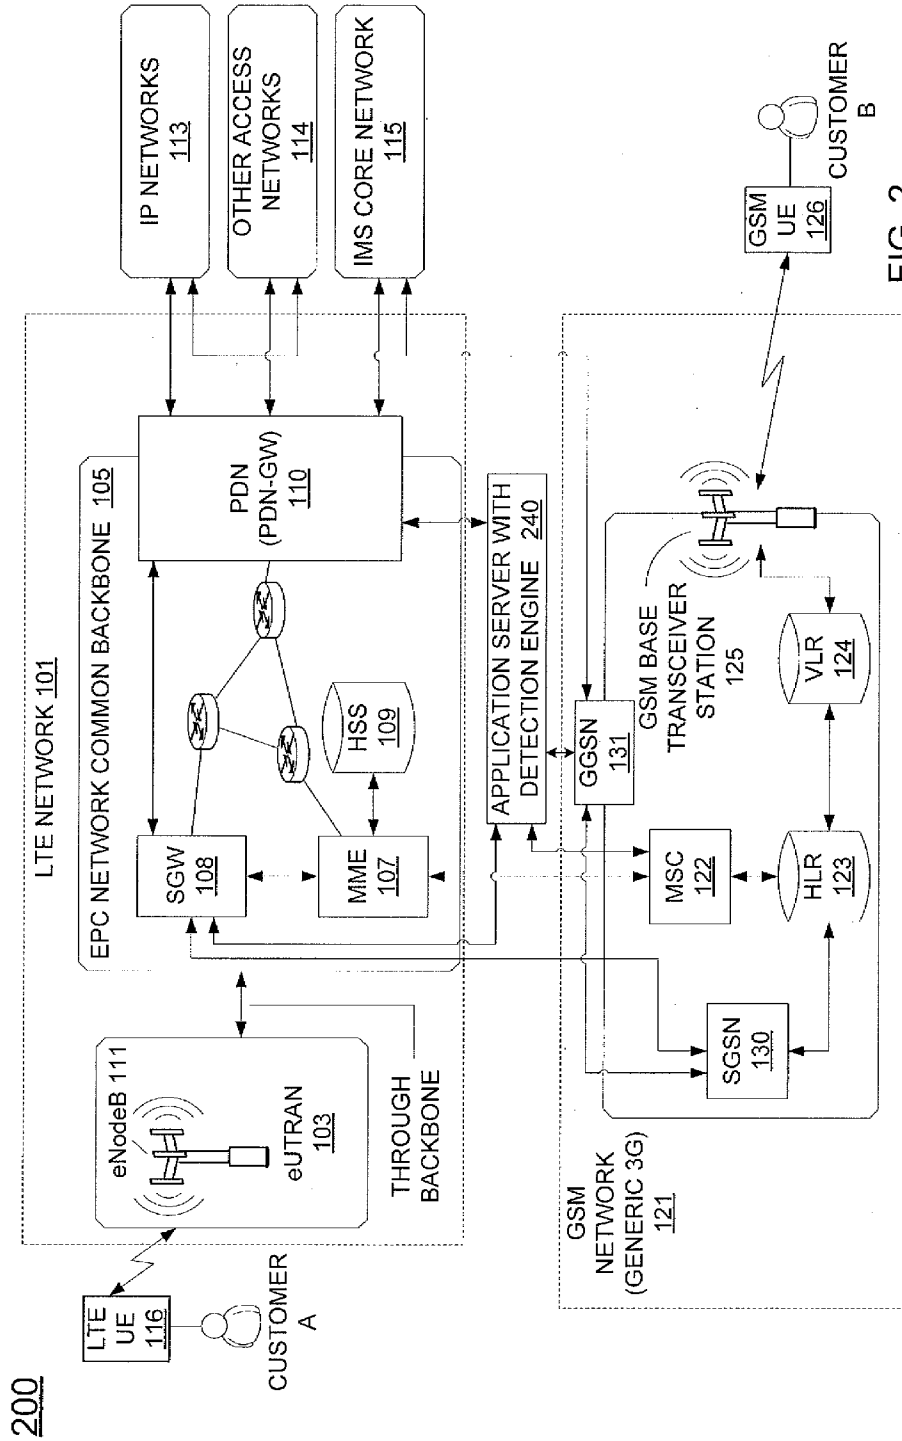 200
LTE NETWORK 101
EPC NETWORK COMMON BACKBONE 105
LTE
UE
116
CUSTOMER
A
eNodeB 111
eUTRAN
103
THROUGH
BACKBONE
SGW
108
MME
107
HSS
109
PDN
(PDN-GW)
110
IP NETWORKS
113
OTHER ACCESS
NETWORKS
114
IMS CORE NETWORK
115
APPLICATION SERVER WITH
DETECTION ENGINE 240
GSM
NETWORK
(GENERIC 3G)
121
SGSN
130
MSC
122
HLR
123
GGSN
131
GSM BASE
TRANSCEIVER
STATION
125
VLR
124
GSM
UE
126
CUSTOMER
B